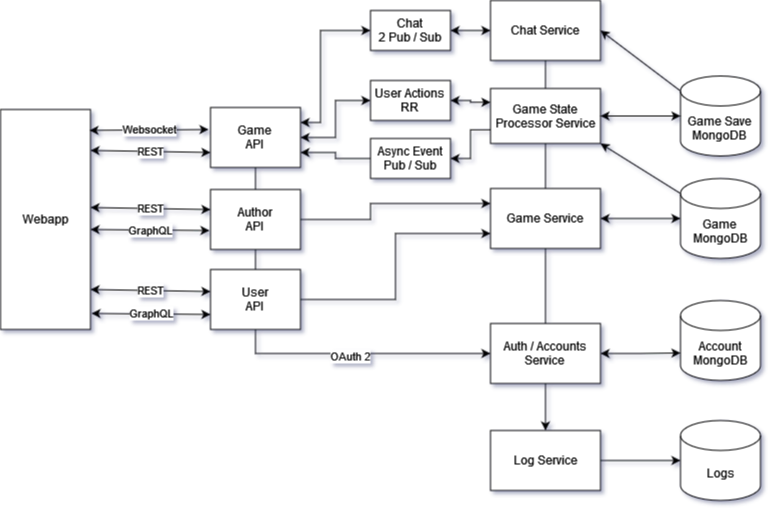 Chat
2 Pub / Sub
Chat Service
User Actions
RR
Game State
Processor Service
Game Save
MongoDB
Websocket
Game
API
REST
Async Event
Pub / Sub
Webapp
REST
Author
API
GraphQL
Game Service
Game
MongoDB
REST
User
API
GraphQL
OAuth 2
Auth / Accounts
Service
Account
MongoDB
Log Service
Logs